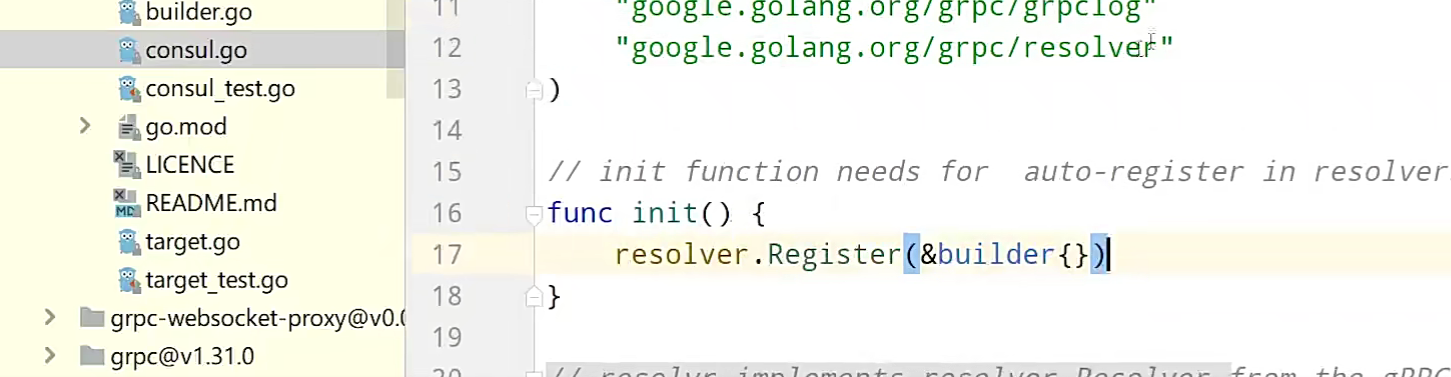 builder.go
consul.go
consul_test.go
go.mod
LICENCE
README.md
target.go
target_test.go
grpc-websocket-proxy@v0.0
grpc@v1.31.0
11 "google.golang.org/grpc/grpclog"
12 "google.golang.org/grpc/resolver"
13 )
14
15 // init function needs for  auto-register in resolver
16 func init() {
17 resolver.Register(&builder{})
18 }
19
20 // resolvr implements resolver.Resolver from the gRPC